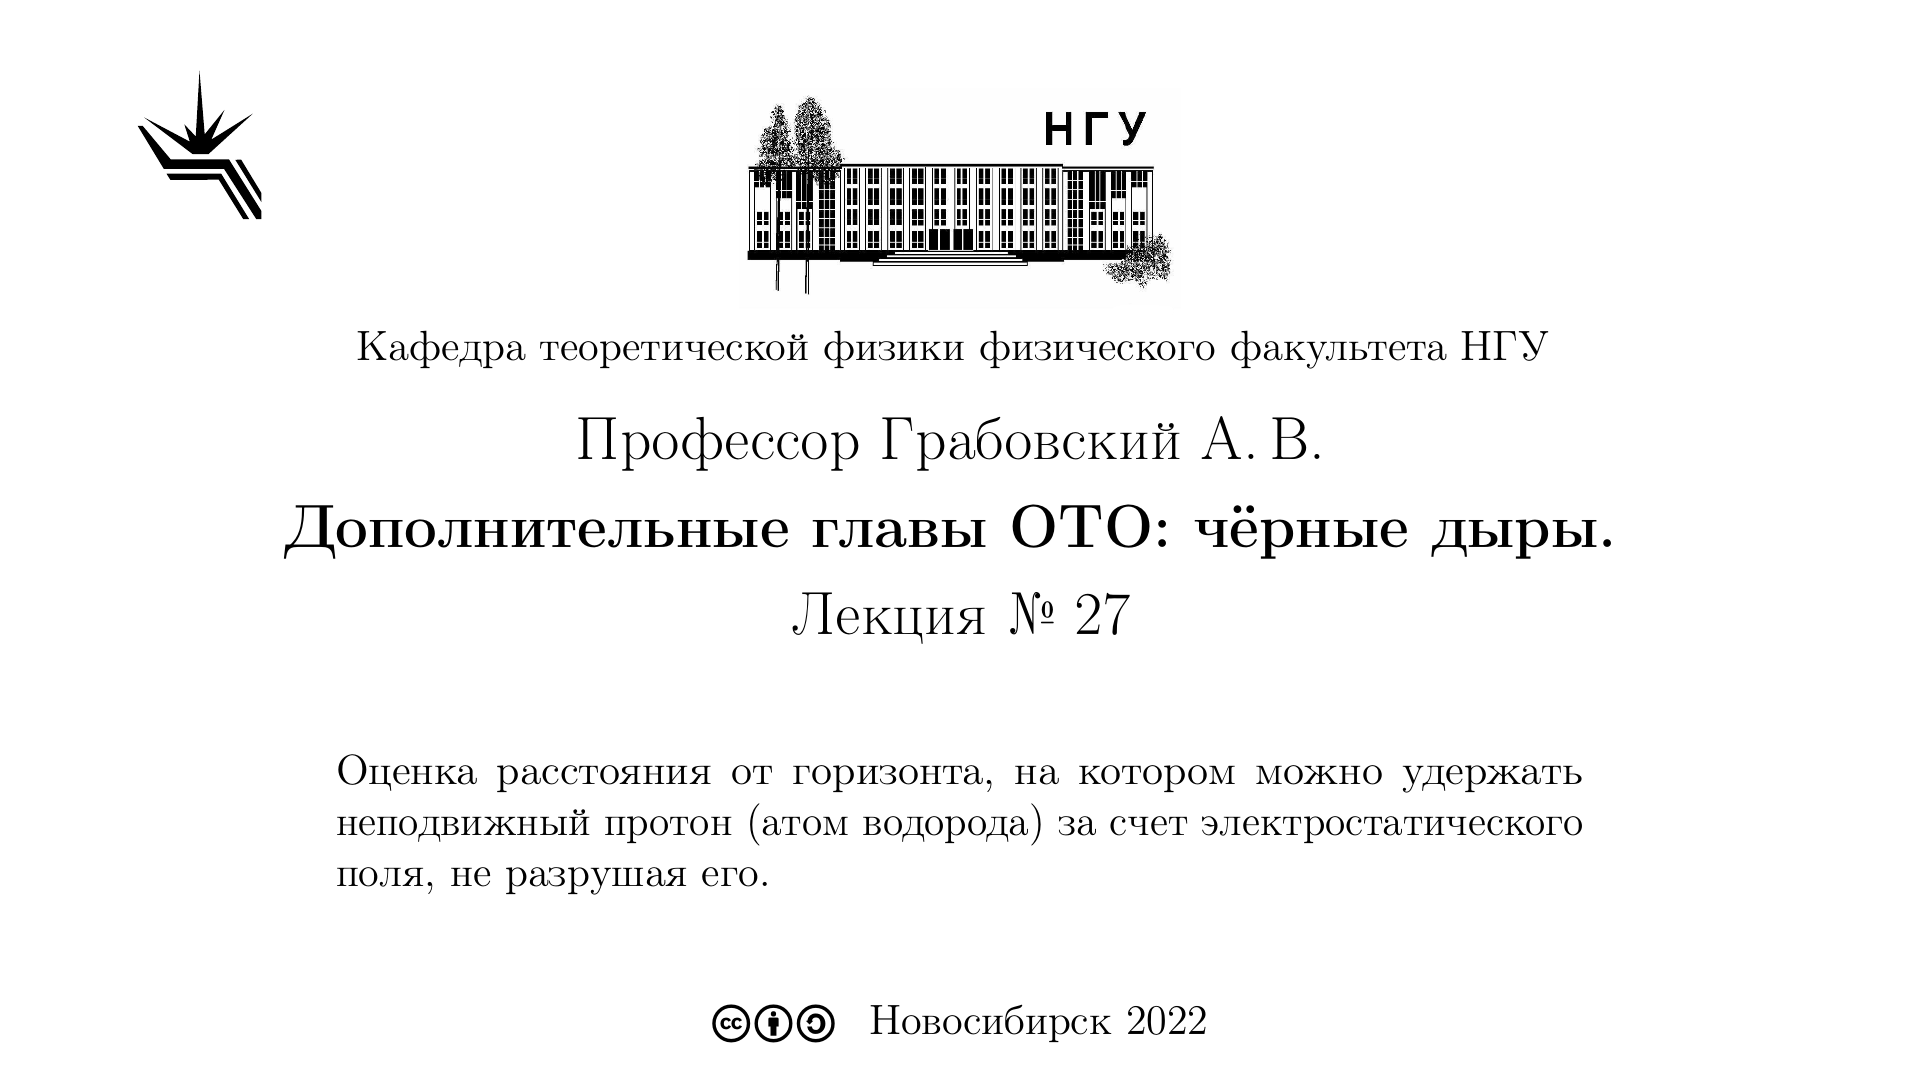 НГУ
Кафедра теоретической физики физического факультета НГУ
Профессор Грабовский А. В.
Дополнительные главы ОТО: чёрные дыры.
Лекция № 27
Оценка расстояния от горизонта, на котором можно удержать
неподвижный протон (атом водорода) за счет электростатического
поля, не разрушая его.
cc Новосибирск 2022